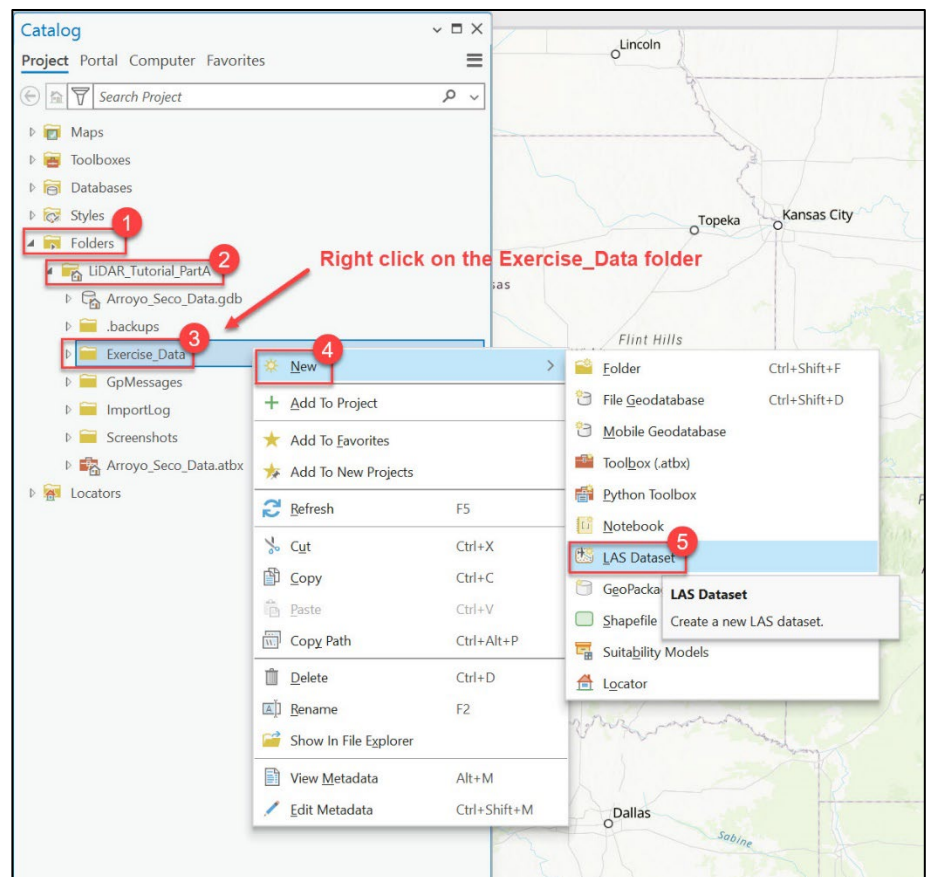 Catalog
Project Portal Computer Favorites
Search Project
Maps
Toolboxes
Databases
Styles
1
Folders
2
LiDAR_Tutorial_PartA
Arroyo_Seco_Data.gdb
.backups
3
Exercise_Data
GpMessages
ImportLog
Screenshots
Arroyo_Seco_Data.atbx
Locators
Right click on the Exercise_Data folder
4
New
Add To Project
Add To Favorites
Add To New Projects
Refresh F5
Cut Ctrl+X
Copy Ctrl+C
Paste Ctrl+V
Copy Path Ctrl+Alt+P
Delete Ctrl+D
Rename F2
Show In File Explorer
View Metadata Alt+M
Edit Metadata Ctrl+Shift+M
Folder Ctrl+Shift+F
File Geodatabase Ctrl+Shift+D
Mobile Geodatabase
Toolbox (.atbx)
Python Toolbox
Notebook
5
LAS Dataset
GeoPacka
Shapefile
Suitability Models
Locator
LAS Dataset
Create a new LAS dataset.
Lincoln
Topeka
Kansas City
sas
Flint Hills
Dallas
Sabine